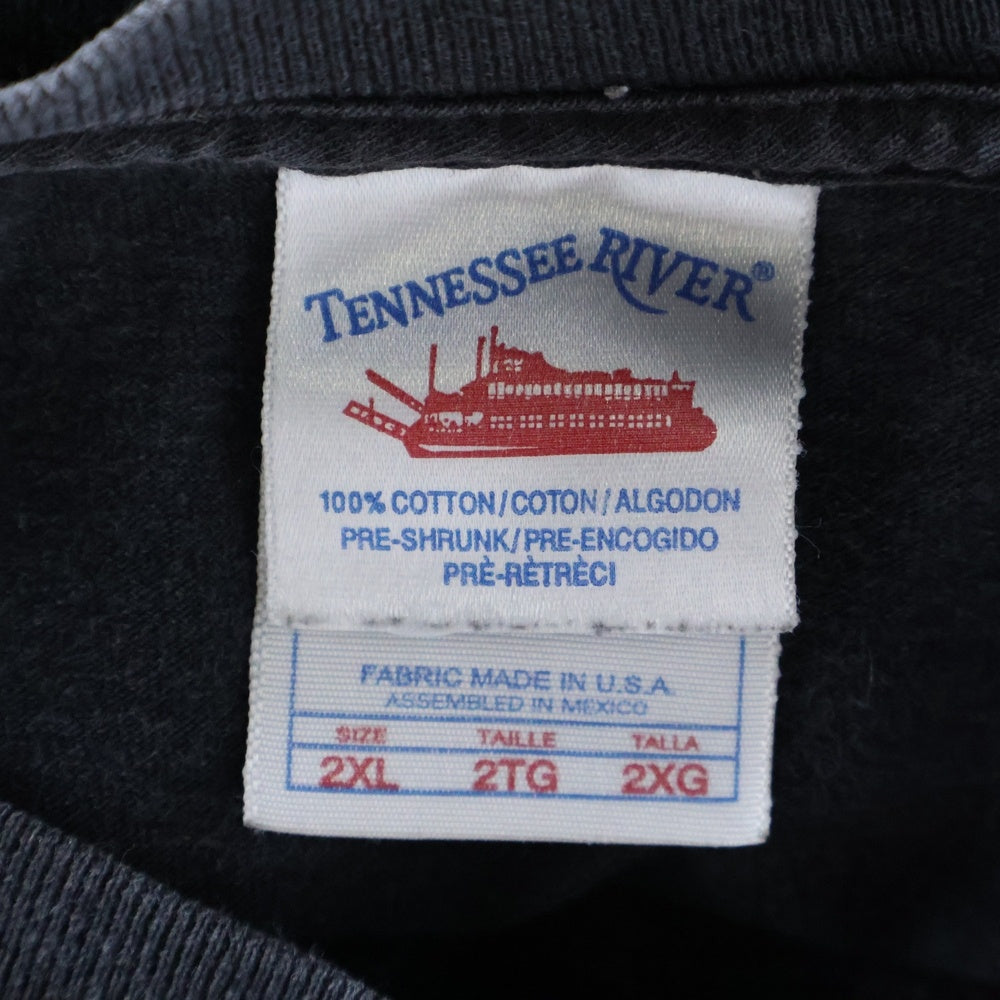 TENNESSEE RIVER®
100% COTTON/COTON/ALGODON
PRE-SHRUNK/PRE-ENCOGIDO
PRÈ-RÈTRÈCI
FABRIC MADE IN U.S.A.
ASSEMBLED IN MEXICO
SIZE TAILLE TALLA
2XL 2TG 2XG